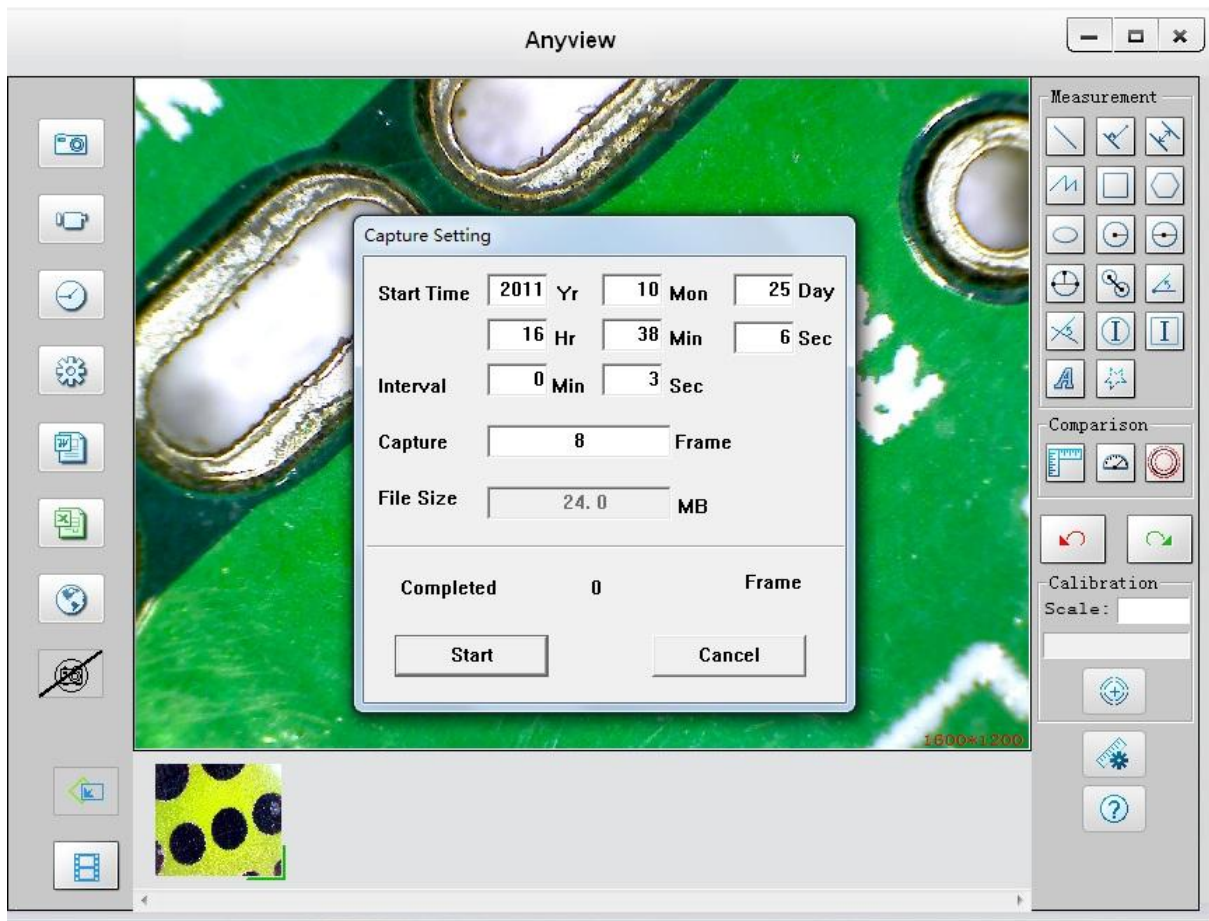 Anyview
Measurement
Capture Setting
Start Time 2011 Yr 10 Mon 25 Day
16 Hr 38 Min 6 Sec
Interval 0 Min 3 Sec
Capture 8 Frame
File Size 24.0 MB
Completed 0 Frame
Start Cancel
Comparison
Calibration
Scale:
1600*1200